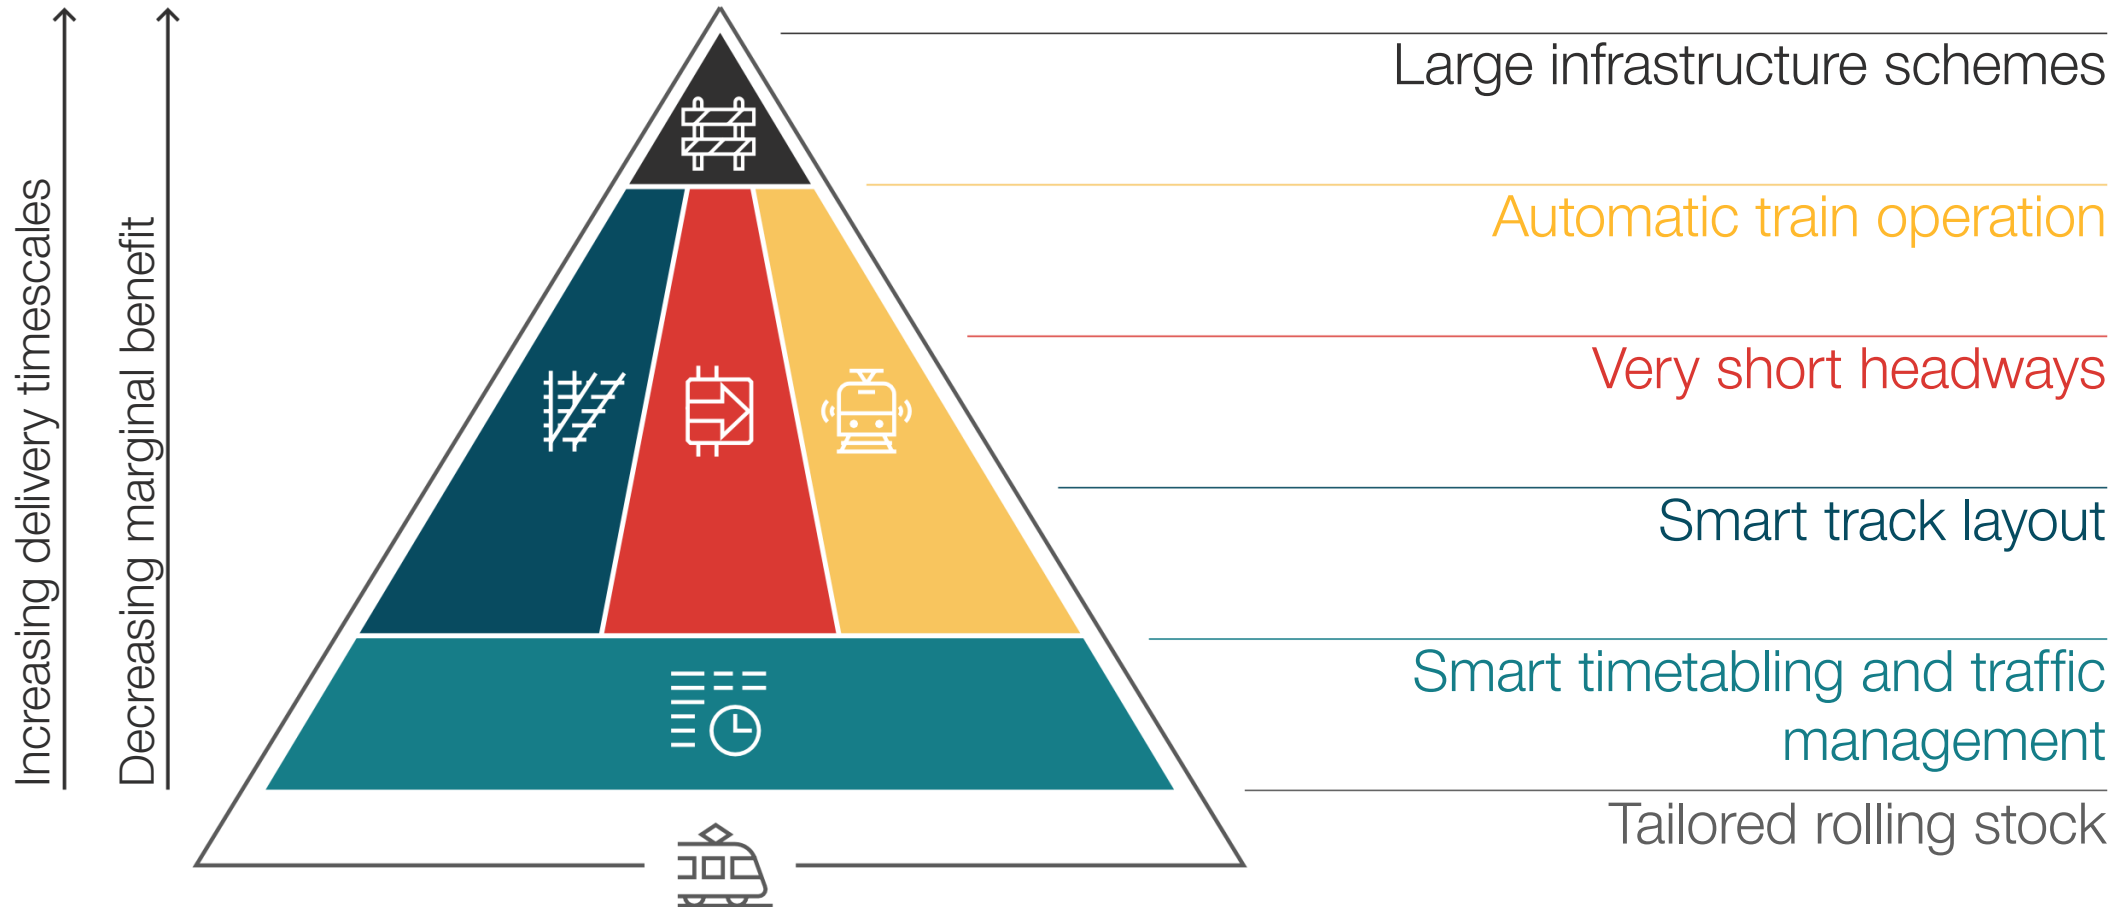 Increasing delivery timescales
Decreasing marginal benefit
Large infrastructure schemes
Automatic train operation
Very short headways
Smart track layout
Smart timetabling and traffic
management
Tailored rolling stock